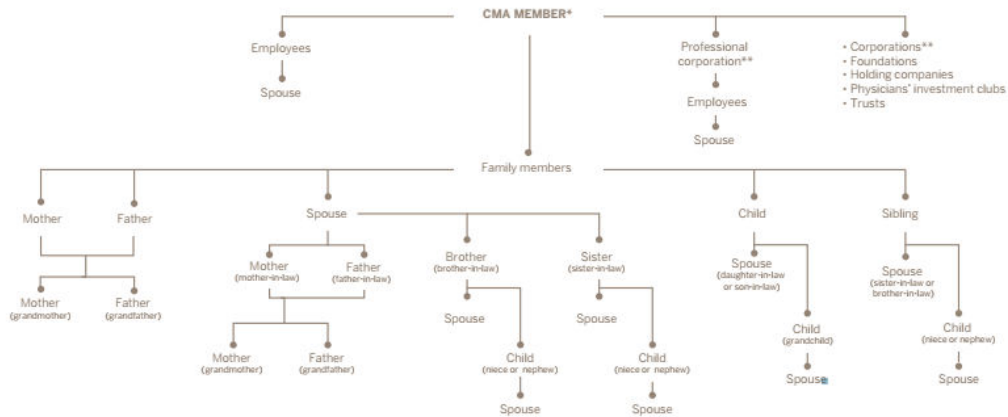 CMA MEMBER*
Employees
Spouse
Professional
corporation**
Employees
Spouse
• Corporations**
• Foundations
• Holding companies
• Physicians' investment clubs
• Trusts
Family members
Mother
Father
Mother
(grandmother)
Father
(grandfather)
Spouse
Mother
(mother-in-law)
Father
(father-in-law)
Mother
(grandmother)
Father
(grandfather)
Brother
(brother-in-law)
Spouse
Child
(niece or nephew)
Spouse
Sister
(sister-in-law)
Spouse
Child
(niece or nephew)
Spouse
Child
Spouse
(daughter-in-law
or son-in-law)
Child
(grandchild)
Spouse
Sibling
Spouse
(sister-in-law or
brother-in-law)
Child
(niece or nephew)
Spouse